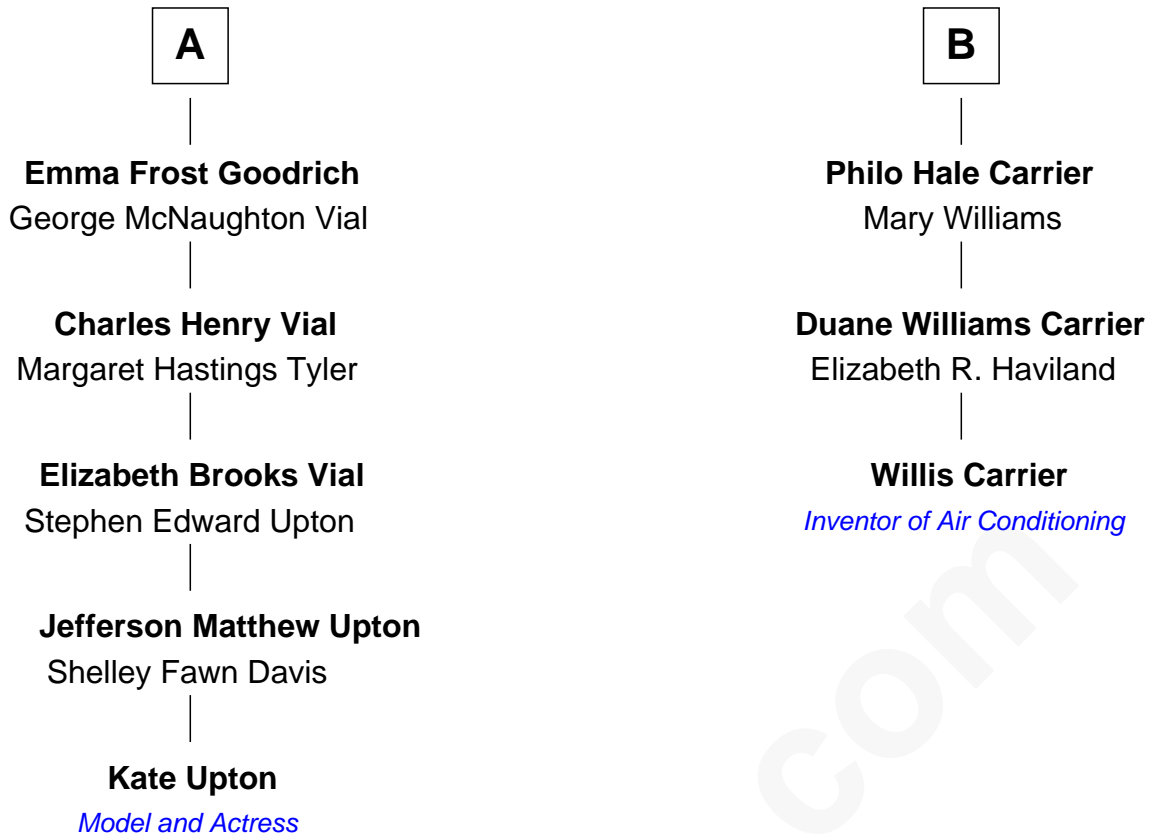 A
Emma Frost Goodrich
George McNaughton Vial
Charles Henry Vial
Margaret Hastings Tyler
Elizabeth Brooks Vial
Stephen Edward Upton
Jefferson Matthew Upton
Shelley Fawn Davis
Kate Upton
Model and Actress
B
Philo Hale Carrier
Mary Williams
Duane Williams Carrier
Elizabeth R. Haviland
Willis Carrier
Inventor of Air Conditioning
com